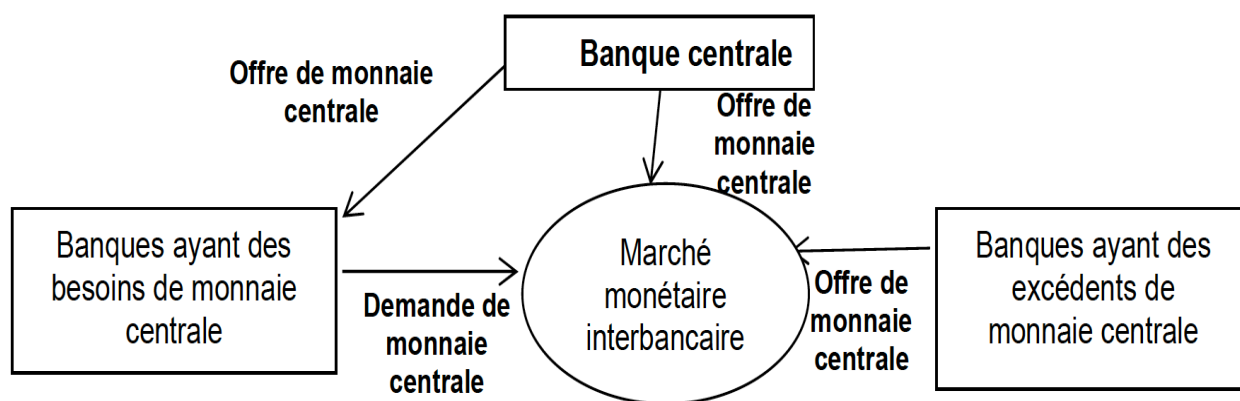 Banque centrale
Offre de monnaie
centrale
Offre de
monnaie
centrale
Banques ayant des
besoins de monnaie
centrale
Demande de
monnaie
centrale
Marché
monétaire
interbancaire
Offre de
monnaie
centrale
Banques ayant des
excédents de
monnaie centrale